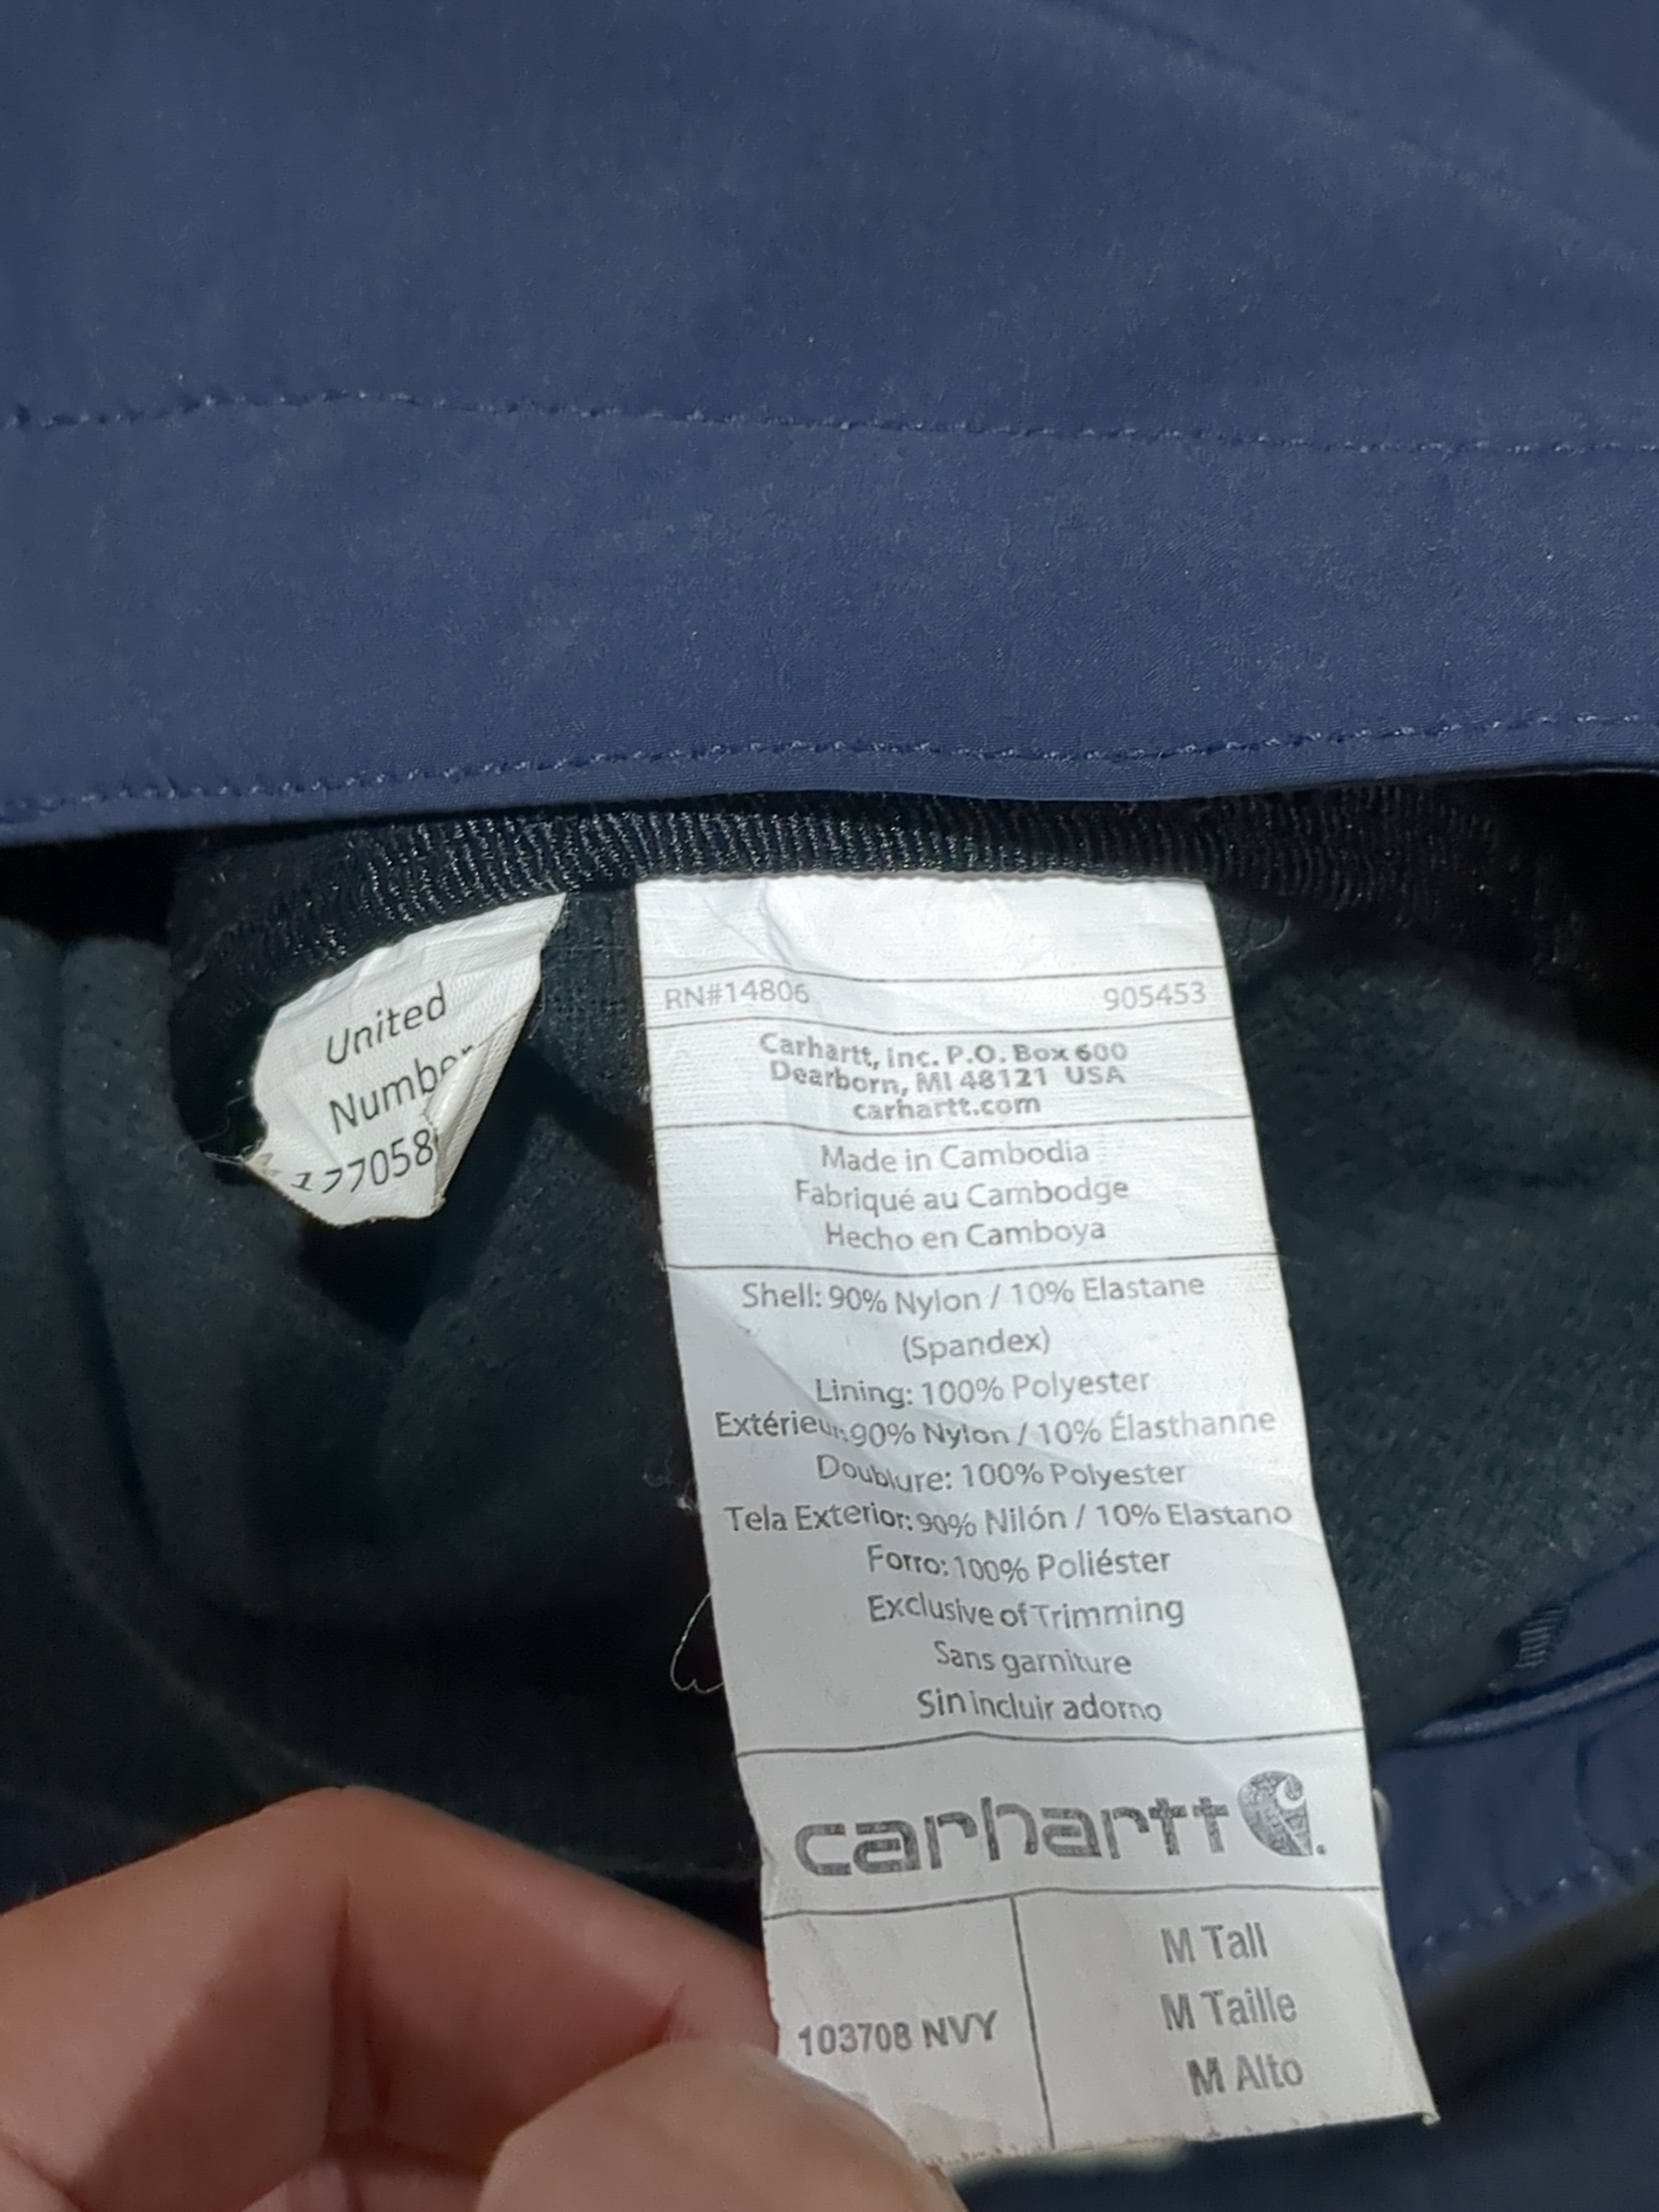 United
Number
77058
RN#14806 905453
Carhartt, Inc. P.O. Box 600
Dearborn, MI 48121 USA
carhartt.com
Made in Cambodia
Fabriqué au Cambodge
Hecho en Camboya
Shell: 90% Nylon / 10% Elastane
(Spandex)
Lining: 100% Polyester
Extérieur: 90% Nylon / 10% Élasthanne
Doublure: 100% Polyester
Tela Exterior: 90% Nilón / 10% Elastano
Forro: 100% Poliéster
Exclusive of Trimming
Sans garniture
Sin incluir adorno
carhartt
103708 NVY
M Tall
M Taille
M Alto